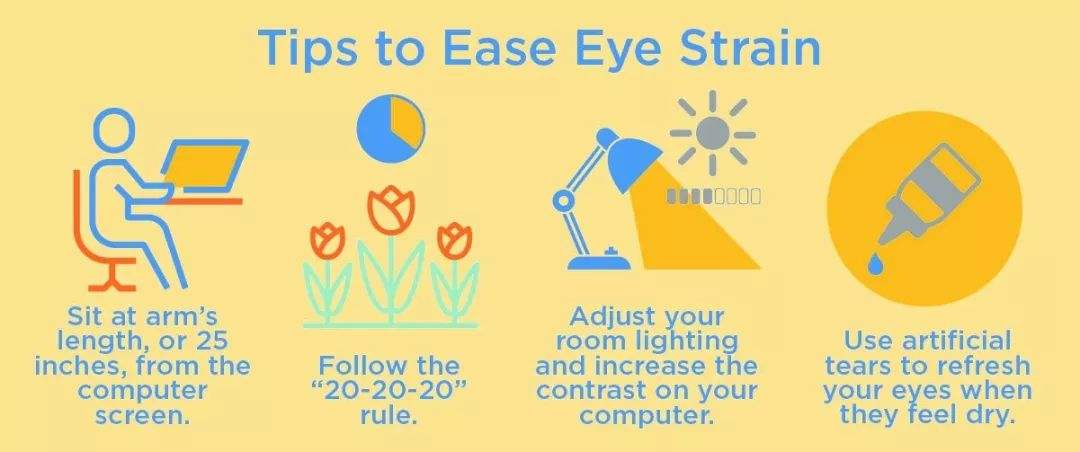 Tips to Ease Eye Strain
Sit at arm’s
length, or 25
inches, from the
computer
screen.
Follow the
“20-20-20”
rule.
Adjust your
room lighting
and increase the
contrast on your
computer.
Use artificial
tears to refresh
your eyes when
they feel dry.